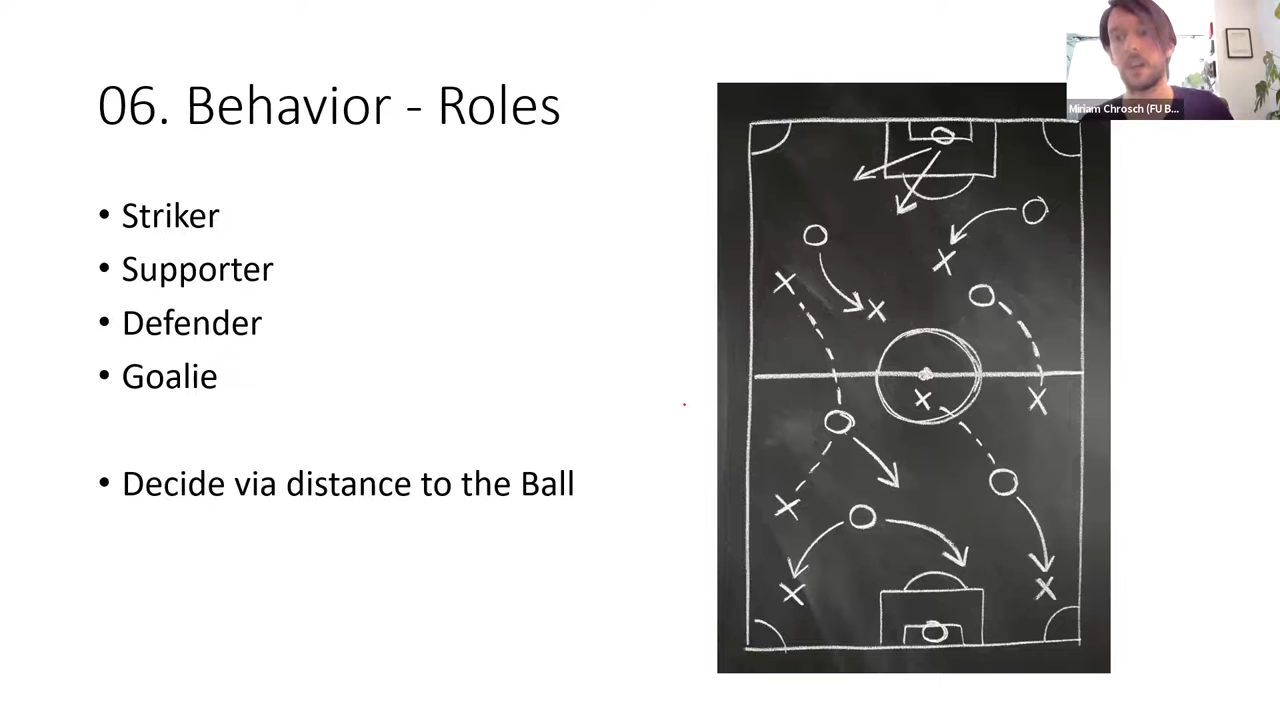 06. Behavior - Roles
• Striker
• Supporter
• Defender
• Goalie
• Decide via distance to the Ball
Miriam Chrosch (FU B...